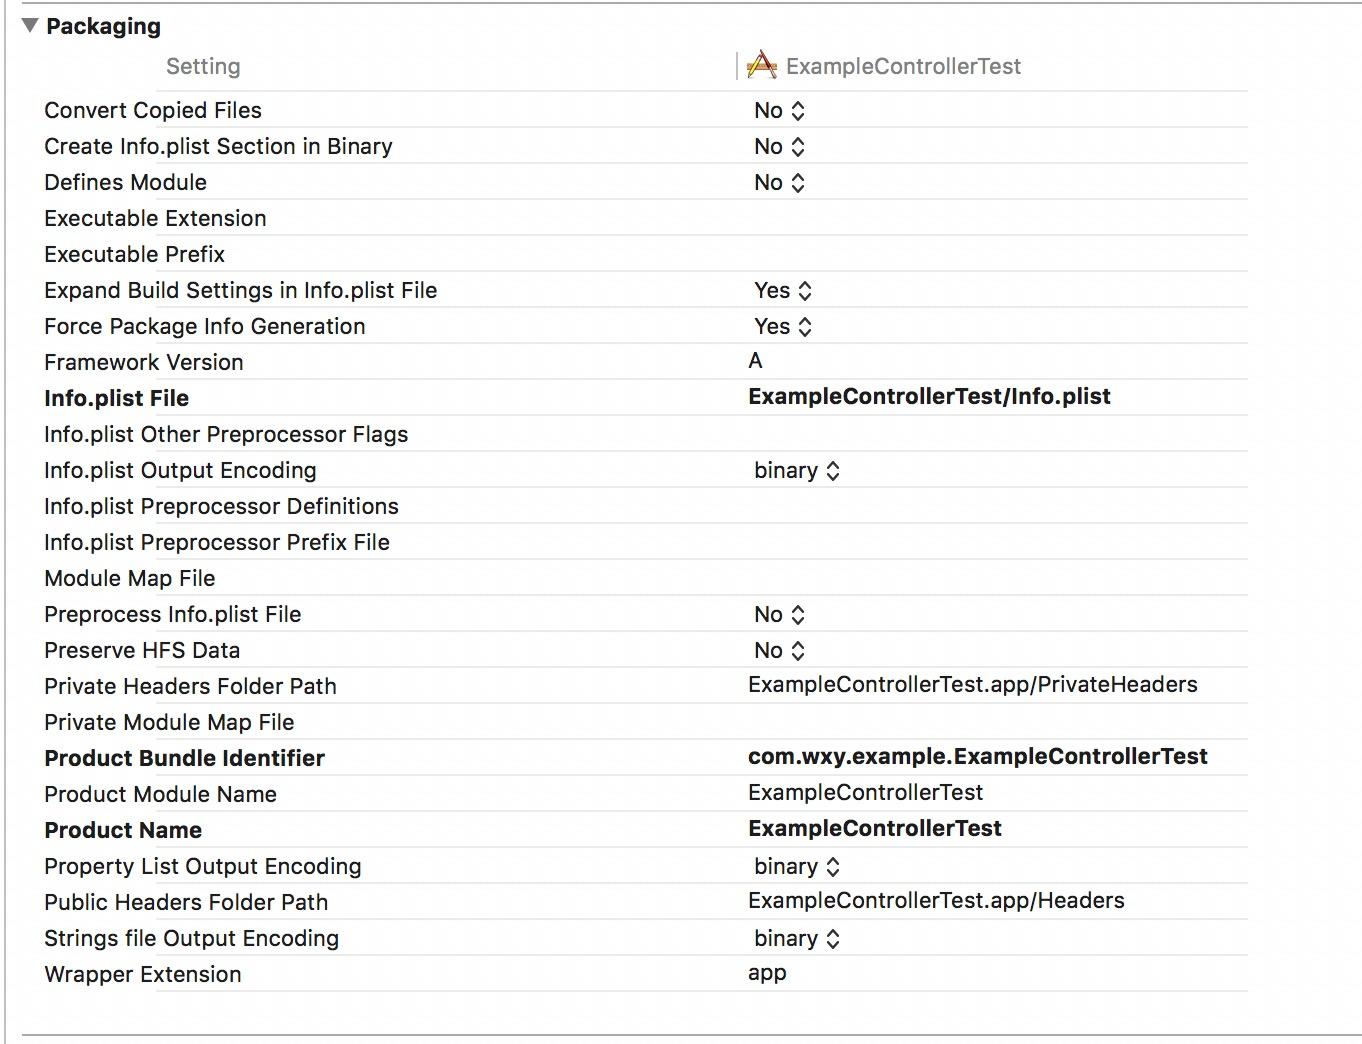 Packaging
Setting ExampleControllerTest
Convert Copied Files No
Create Info.plist Section in Binary No
Defines Module No
Executable Extension
Executable Prefix
Expand Build Settings in Info.plist File Yes
Force Package Info Generation Yes
Framework Version A
Info.plist File ExampleControllerTest/Info.plist
Info.plist Other Preprocessor Flags
Info.plist Output Encoding binary
Info.plist Preprocessor Definitions
Info.plist Preprocessor Prefix File
Module Map File
Preprocess Info.plist File No
Preserve HFS Data No
Private Headers Folder Path ExampleControllerTest.app/PrivateHeaders
Private Module Map File
Product Bundle Identifier com.wxy.example.ExampleControllerTest
Product Module Name ExampleControllerTest
Product Name ExampleControllerTest
Property List Output Encoding binary
Public Headers Folder Path ExampleControllerTest.app/Headers
Strings file Output Encoding binary
Wrapper Extension app